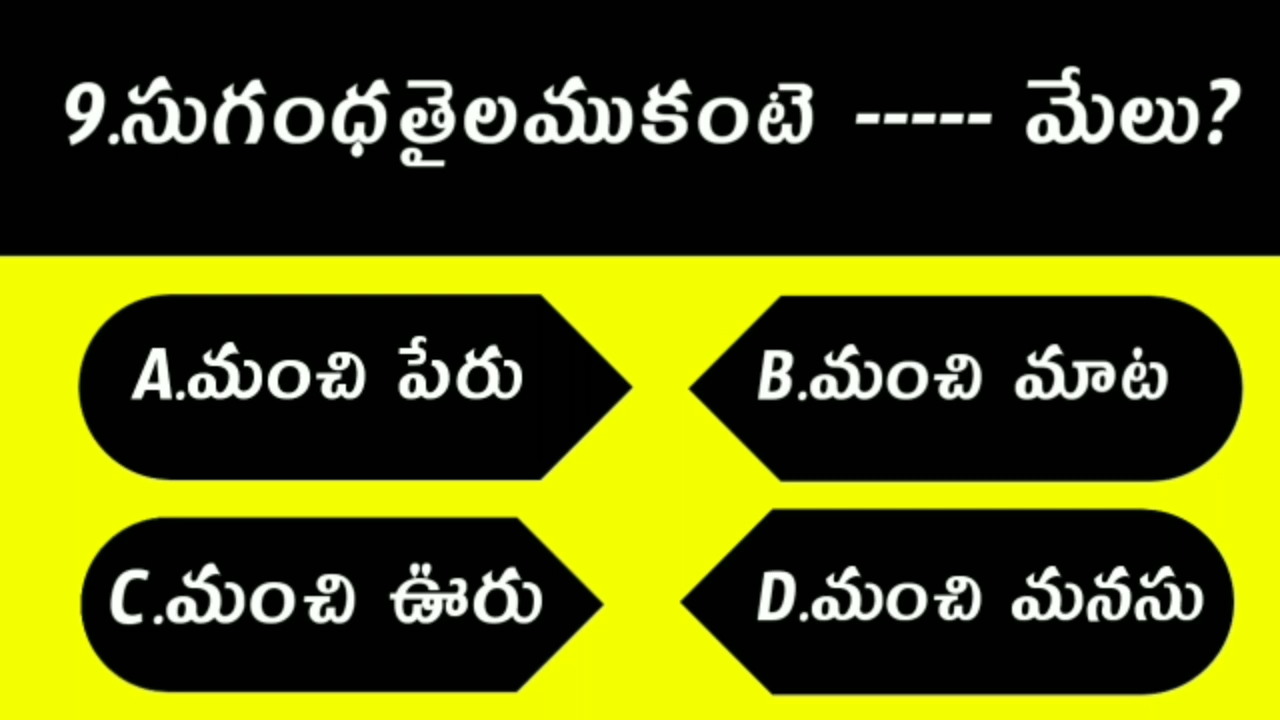 9.సుగంధతైలముకంటె ----- మేలు?
A.మంచి పేరు
B.మంచి మాట
C.మంచి ఊరు
D.మంచి మనసు